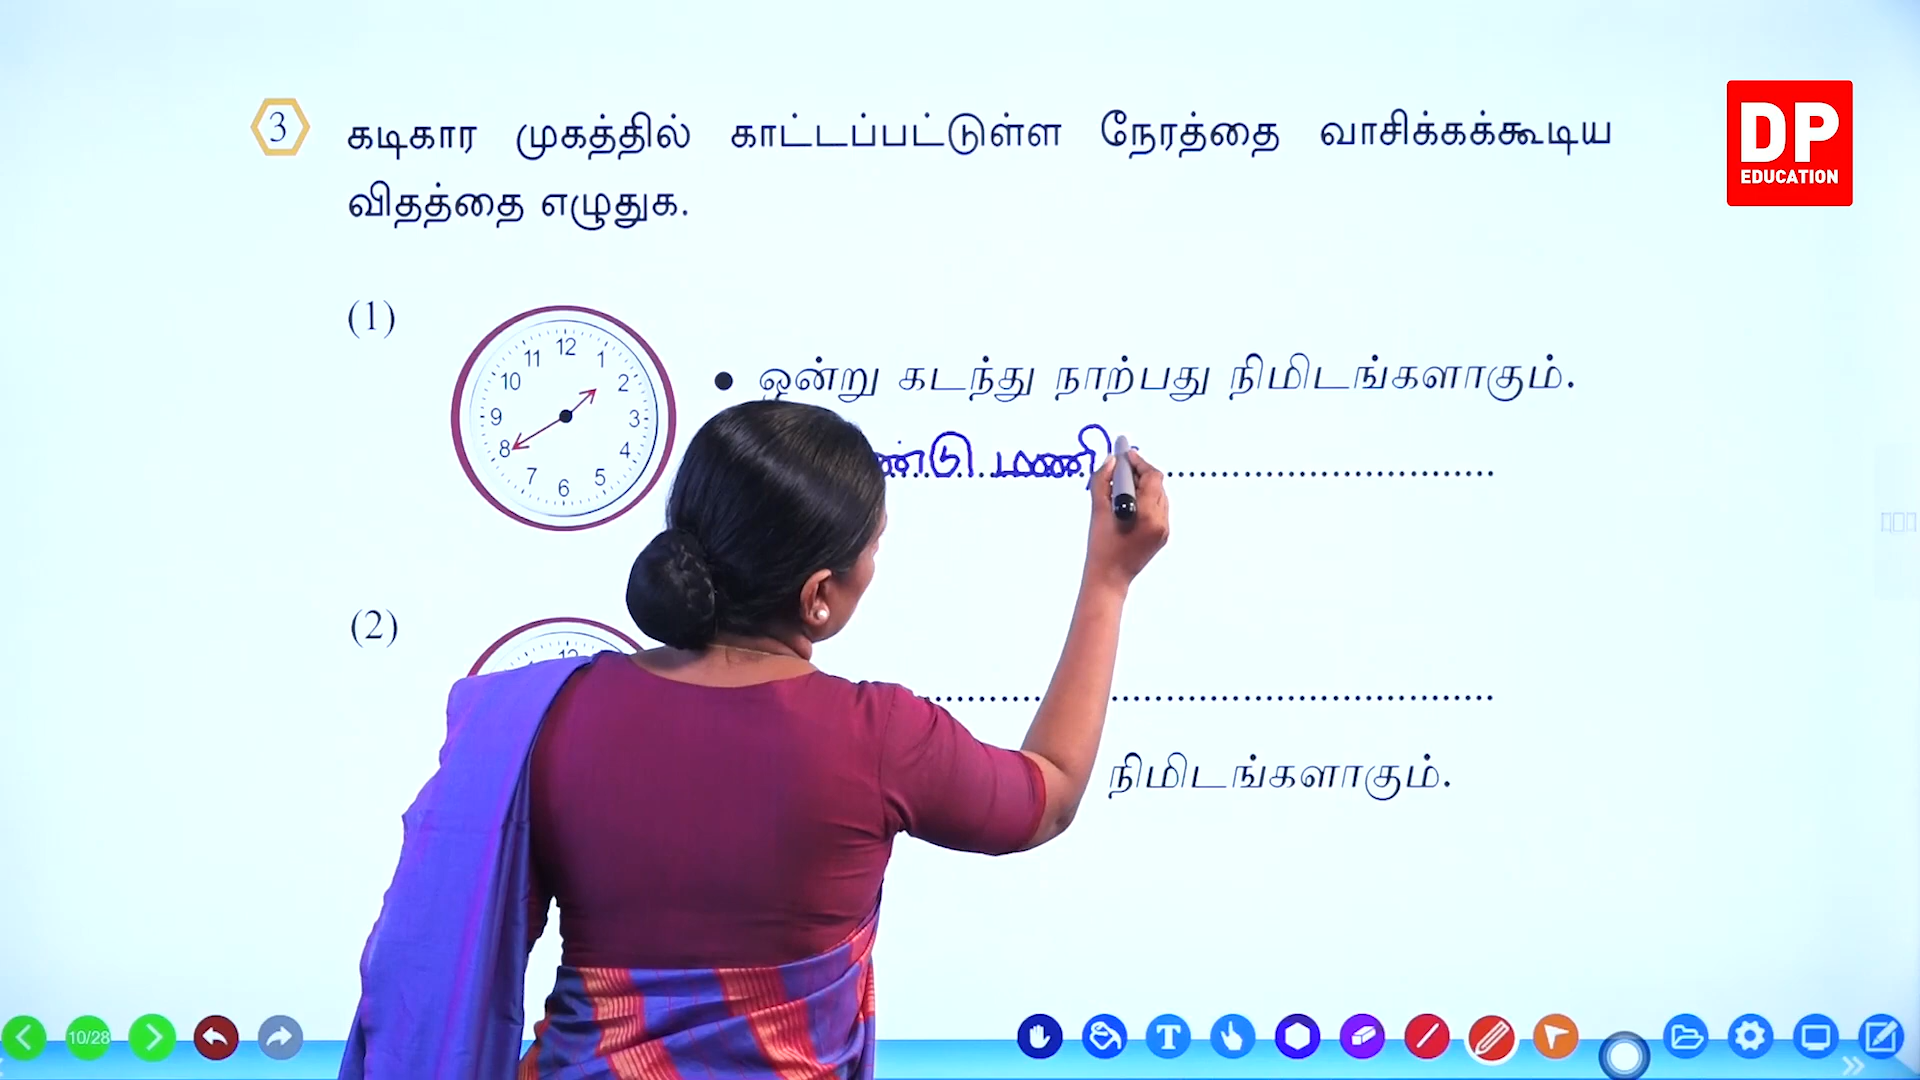 3 கடிகார முகத்தில் காட்டப்பட்டுள்ள நேரத்தை வாசிக்கக்கூடிய
விதத்தை எழுதுக.
DP
EDUCATION
(1)
12
11 1
10 2
9 3
8 4
7 5
6
• ஒன்று கடந்து நாற்பது நிமிடங்களாகும்.
(2)
12
நிமிடங்களாகும்.
10/28
T